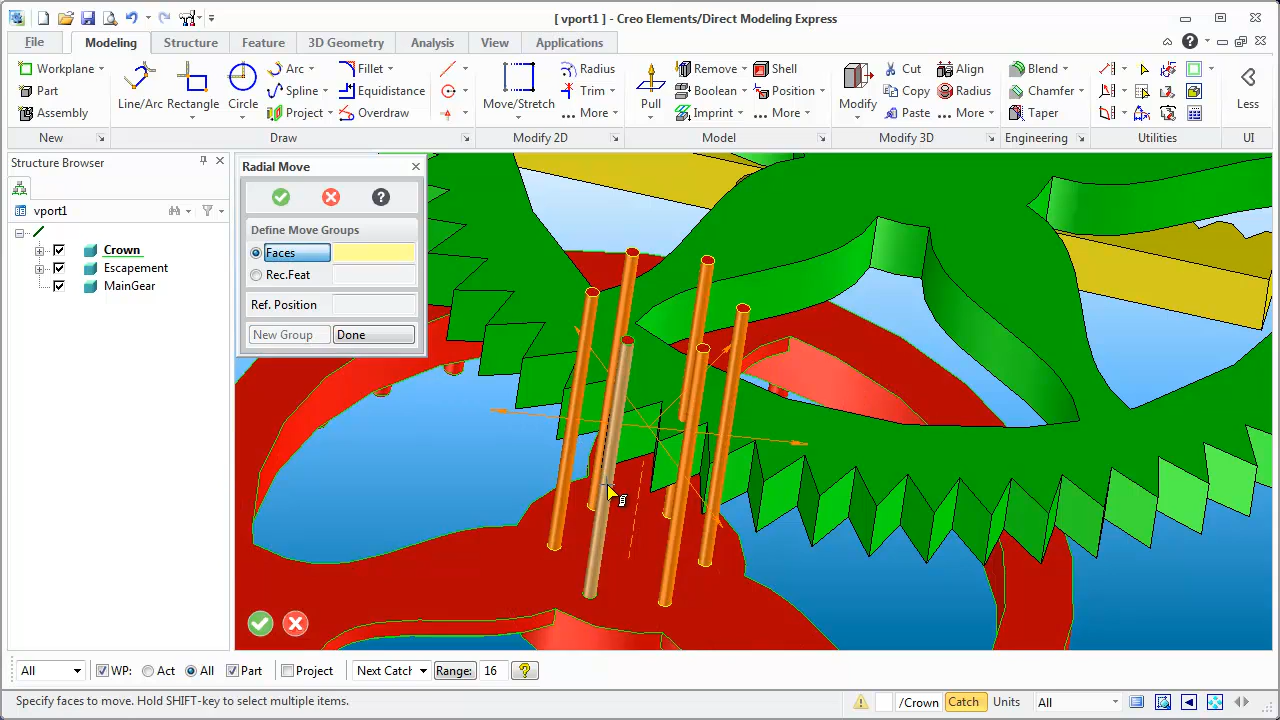 [ vport1 ] - Creo Elements/Direct Modeling Express
File Modeling Structure Feature 3D Geometry Analysis View Applications
Workplane Line/Arc Rectangle Circle Arc Fillet Move/Stretch Radius Pull Remove Shell Modify Cut Align Blend Less
Part Spline Equidistance Trim Boolean Position Copy Radius Chamfer
Assembly Project Overdraw More Imprint More Paste More Taper
New Draw Modify 2D Model Modify 3D Engineering Utilities UI
Structure Browser
vport1
Crown
Escapement
MainGear
Radial Move
Define Move Groups
Faces
Rec.Feat
Ref. Position
New Group Done
All WP: Act All Part Project Next Catch Range: 16
Specify faces to move. Hold SHIFT-key to select multiple items. /Crown Catch Units All